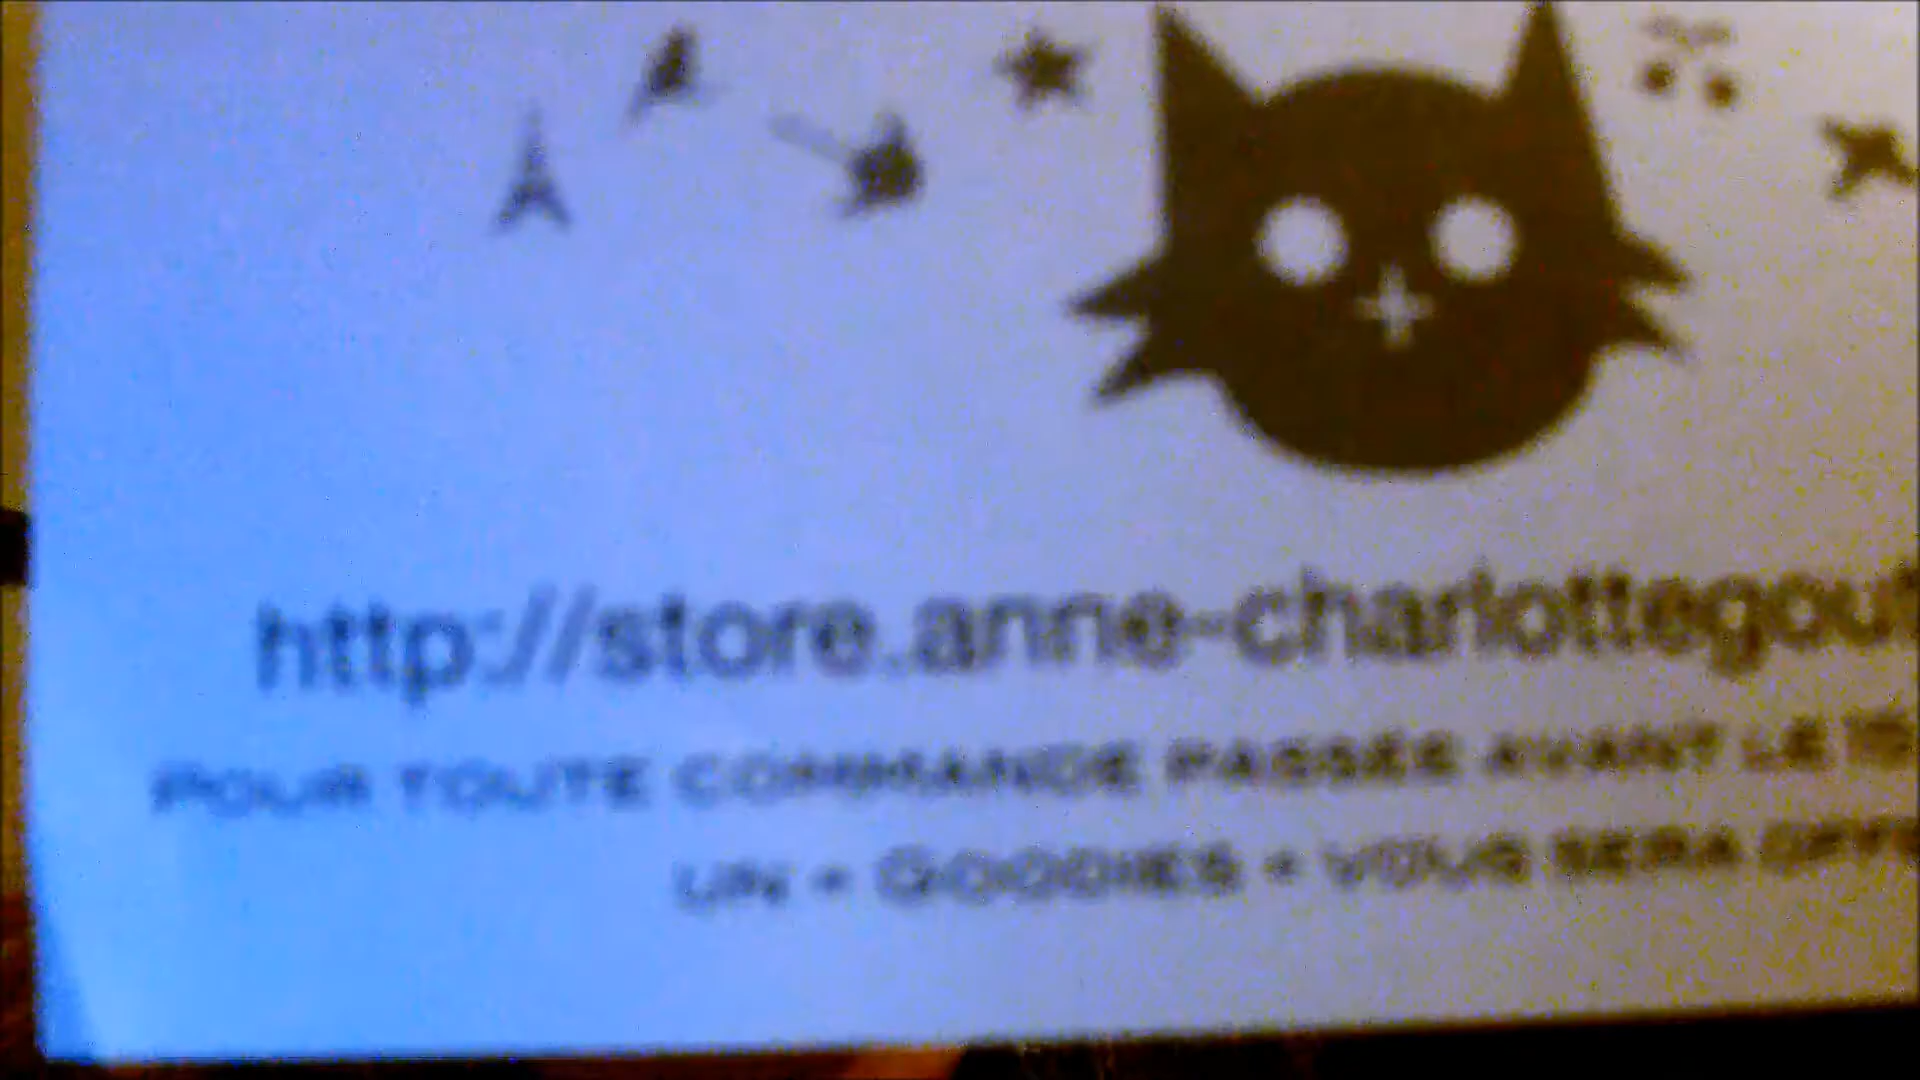 http://store.anne-charlottegou
POUR TOUTE COMMANDE PASSÉE AVANT LE
UN « GOODIES » VOUS SERA